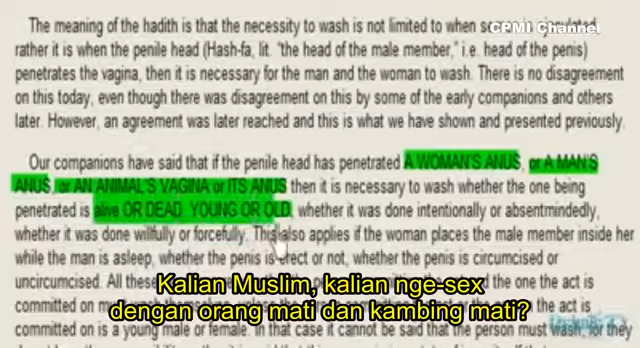 CPMI Channel
The meaning of the hadith is that the necessity to wash is not limited to when
rather it is when the penile head (Hash-fa, lit. "the head of the male member," i.e. head of the penis)
penetrates the vagina, then it is necessary for the man and the woman to wash. There is no disagreement
on this today, even though there was disagreement on this by some of the early companions and others
later. However, an agreement was later reached and this is what we have shown and presented previously.
Our companions have said that if the penile head has penetrated A WOMAN'S ANUS, or A MAN'S
ANUS, or AN ANIMAL'S VAGINA or ITS ANUS then it is necessary to wash whether the one being
penetrated is alive OR DEAD, YOUNG OR OLD, whether it was done intentionally or absentmindedly,
whether it was done willfully or forcefully. This also applies if the woman places the male member inside her
while the man is asleep, whether the penis is erect or not, whether the penis is circumcised or
uncircumcised. All these the one the act is
committed on the act is
committed on is a young male or female. In that case it cannot be said that the person must wash, for they
Kalian Muslim, kalian nge-sex
dengan orang mati dan kambing mati?